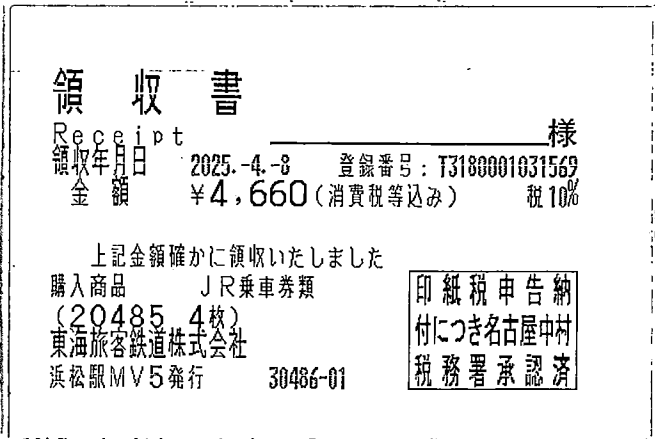 領収書
Receipt 様
領収年月日 2025.-4.-8 登録番号:T3180001031569
金額 ¥4,660(消費税等込み) 税10%
上記金額確かに領収いたしました
購入商品 JR乗車券類
(20485 4枚)
東海旅客鉄道株式会社
浜松駅MV5発行 30486-01
印紙税申告納
付につき名古屋中村
税務署承認済